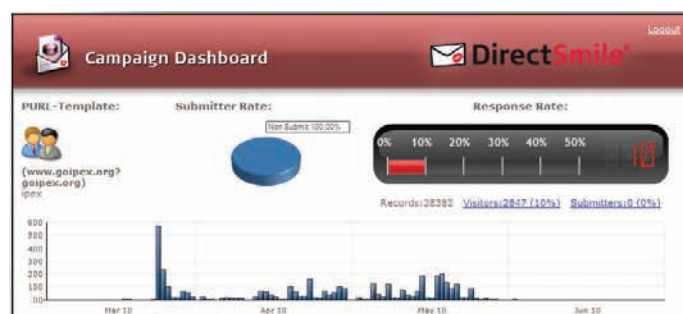 Logout
Campaign Dashboard
DirectSmile
PURL-Template:
Submitter Rate:
Response Rate:
Non Submit 100,00%
0% 10% 20% 30% 40% 50%
(www.goipex.org?
goipex.org)
ipex
Records:28382 Visitors:2847 (10%) Submitters:0 (0%)
600
500
400
300
200
100
00
Mar 10 Apr 10 May 10 Jun 10